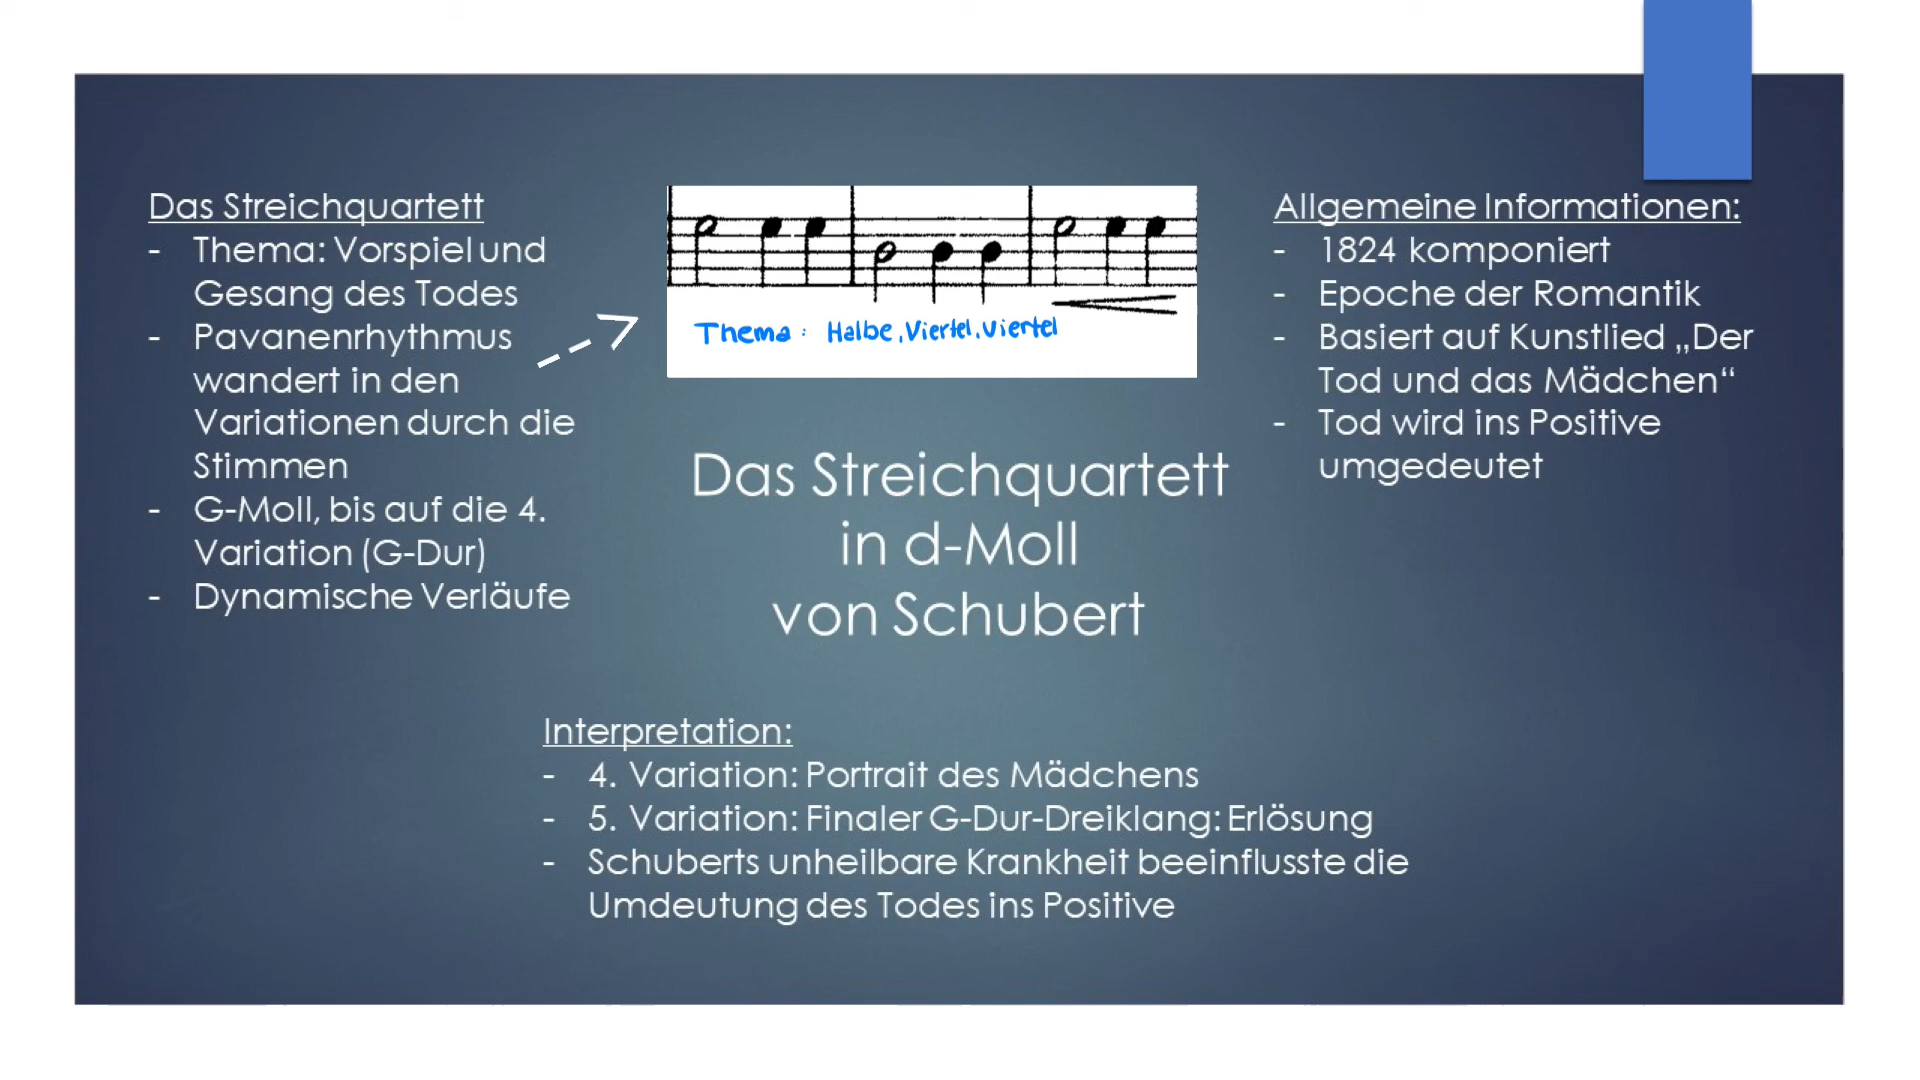 Das Streichquartett
- Thema: Vorspiel und
Gesang des Todes
- Pavanenrhythmus
wandert in den
Variationen durch die
Stimmen
- G-Moll, bis auf die 4.
Variation (G-Dur)
- Dynamische Verläufe
Thema: Halbe, Viertel, Viertel
Das Streichquartett
in d-Moll
von Schubert
Allgemeine Informationen:
- 1824 komponiert
- Epoche der Romantik
- Basiert auf Kunstlied „Der
Tod und das Mädchen“
- Tod wird ins Positive
umgedeutet
Interpretation:
- 4. Variation: Portrait des Mädchens
- 5. Variation: Finaler G-Dur-Dreiklang: Erlösung
- Schuberts unheilbare Krankheit beeinflusste die
Umdeutung des Todes ins Positive